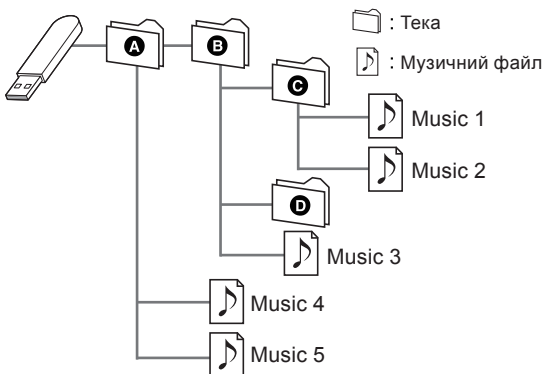 : Тека
: Музичний файл
A
B
C
Music 1
Music 2
D
Music 3
Music 4
Music 5